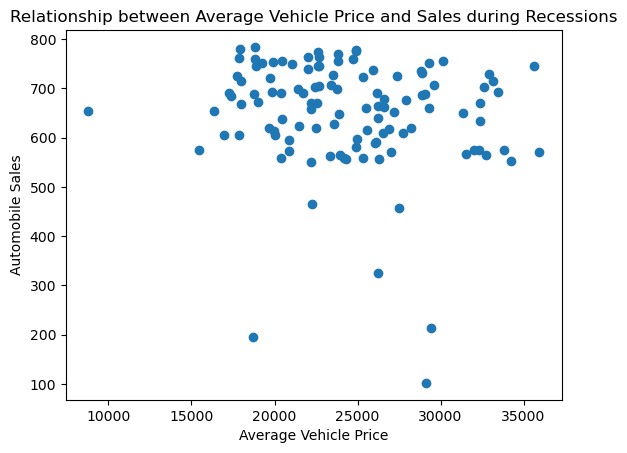 Relationship between Average Vehicle Price and Sales during Recessions
800
700
600
500
400
300
200
100
Automobile Sales
10000 15000 20000 25000 30000 35000
Average Vehicle Price